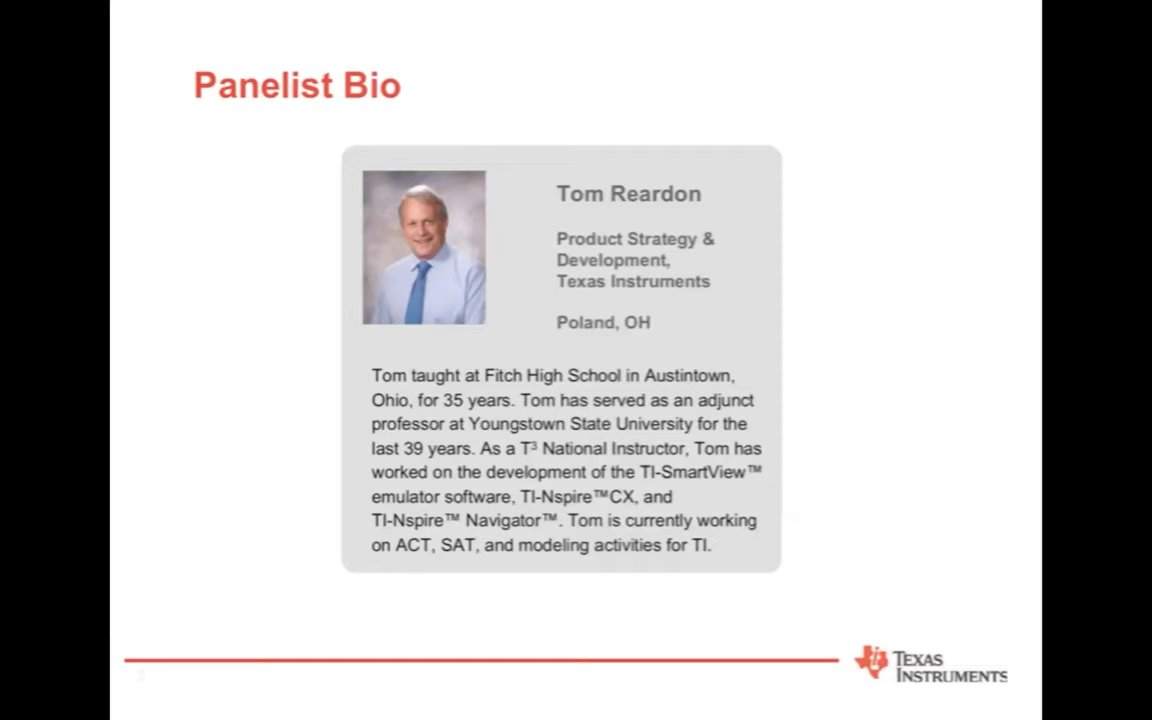 Panelist Bio
Tom Reardon
Product Strategy &
Development,
Texas Instruments
Poland, OH
Tom taught at Fitch High School in Austintown,
Ohio, for 35 years. Tom has served as an adjunct
professor at Youngstown State University for the
last 39 years. As a T³ National Instructor, Tom has
worked on the development of the TI-SmartView™
emulator software, TI-Nspire™CX, and
TI-Nspire™ Navigator™. Tom is currently working
on ACT, SAT, and modeling activities for TI.
TEXAS
INSTRUMENTS